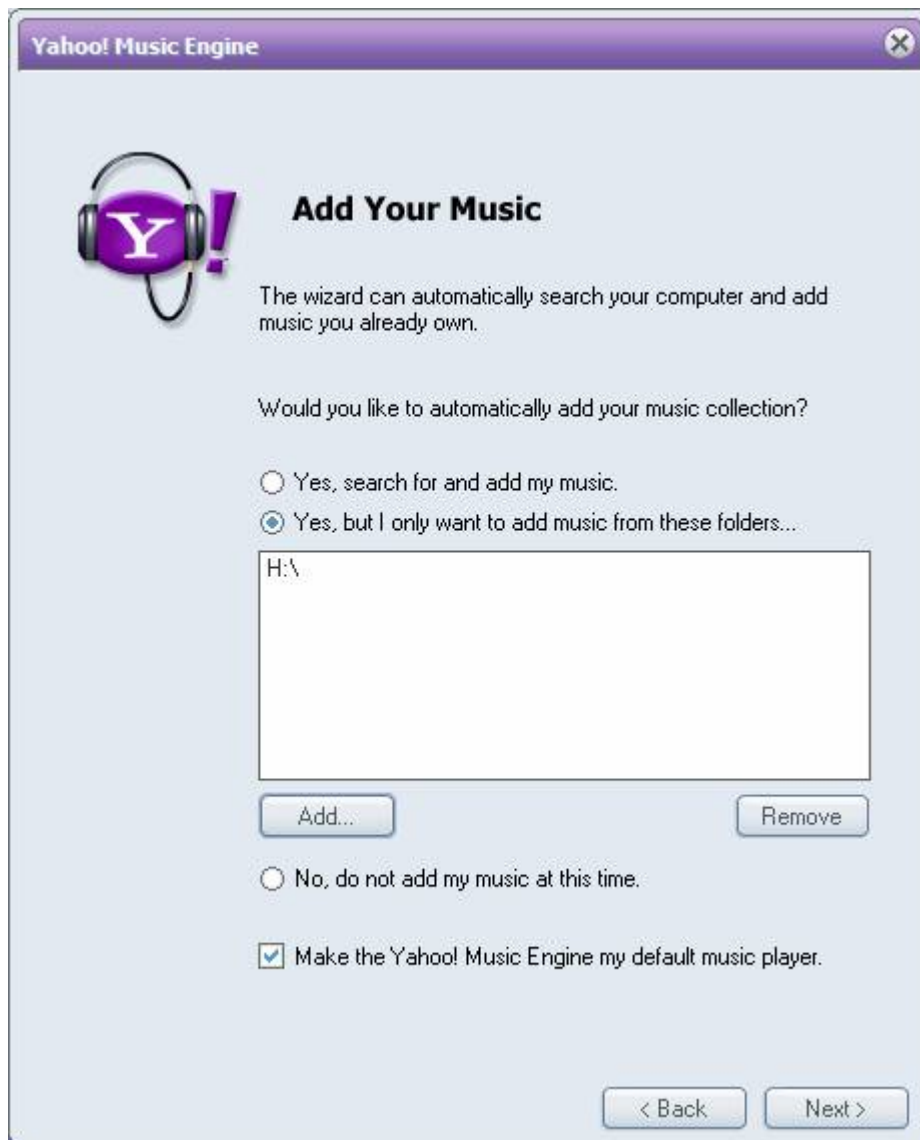 Yahoo! Music Engine
Y!
Add Your Music
The wizard can automatically search your computer and add
music you already own.
Would you like to automatically add your music collection?
Yes, search for and add my music.
Yes, but I only want to add music from these folders...
H:\
Add...
Remove
No, do not add my music at this time.
Make the Yahoo! Music Engine my default music player.
< Back
Next >